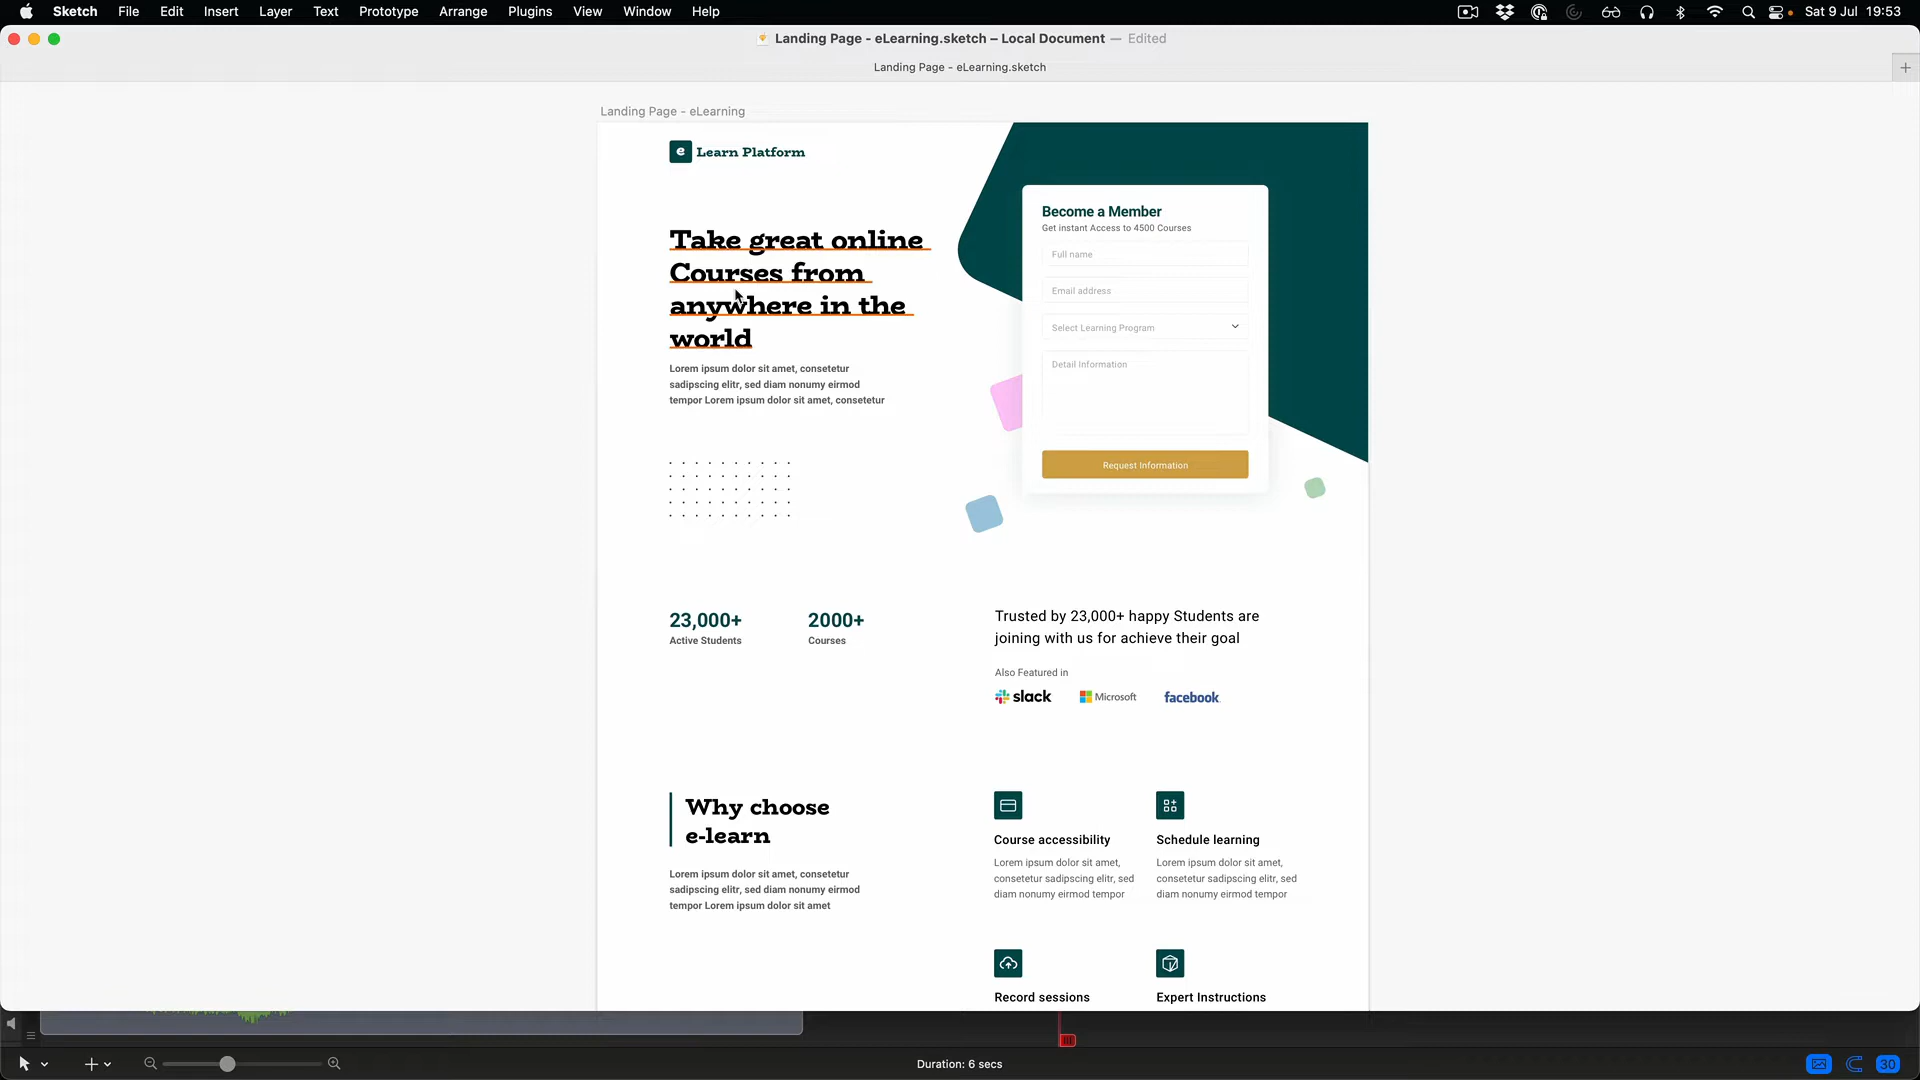 Sketch File Edit Insert Layer Text Prototype Arrange Plugins View Window Help Sat 9 Jul 19:53
Landing Page - eLearning.sketch – Local Document — Edited
Landing Page - eLearning.sketch
Landing Page - eLearning
e Learn Platform
Take great online
Courses from
anywhere in the
world
Lorem ipsum dolor sit amet, consetetur
sadipscing elitr, sed diam nonumy eirmod
tempor Lorem ipsum dolor sit amet, consetetur
Become a Member
Get instant Access to 4500 Courses
Full name
Email address
Select Learning Program
Detail Information
Request Information
23,000+
Active Students
2000+
Courses
Trusted by 23,000+ happy Students are
joining with us for achieve their goal
Also Featured in
slack Microsoft facebook
Why choose
e-learn
Lorem ipsum dolor sit amet, consetetur
sadipscing elitr, sed diam nonumy eirmod
tempor Lorem ipsum dolor sit amet
Course accessibility
Lorem ipsum dolor sit amet,
consetetur sadipscing elitr, sed
diam nonumy eirmod tempor
Schedule learning
Lorem ipsum dolor sit amet,
consetetur sadipscing elitr, sed
diam nonumy eirmod tempor
Record sessions
Expert Instructions
Duration: 6 secs
30